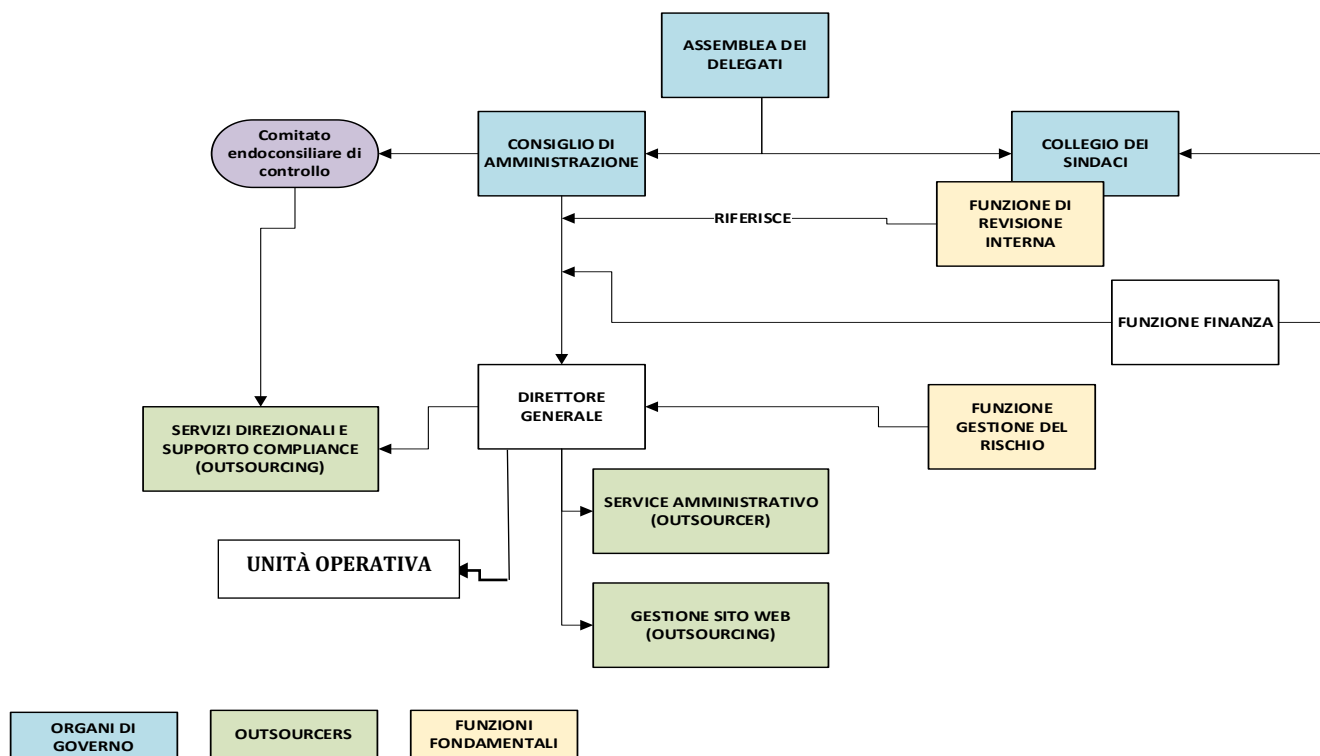 ASSEMBLEA DEI
DELEGATI
Comitato
endoconsiliare di
controllo
CONSIGLIO DI
AMMINISTRAZIONE
COLLEGIO DEI
SINDACI
FUNZIONE DI
REVISIONE
INTERNA
RIFERISCE
FUNZIONE FINANZA
DIRETTORE
GENERALE
FUNZIONE
GESTIONE DEL
RISCHIO
SERVIZI DIREZIONALI E
SUPPORTO COMPLIANCE
(OUTSOURCING)
SERVICE AMMINISTRATIVO
(OUTSOURCER)
UNITÀ OPERATIVA
GESTIONE SITO WEB
(OUTSOURCING)
ORGANI DI
GOVERNO
OUTSOURCERS
FUNZIONI
FONDAMENTALI